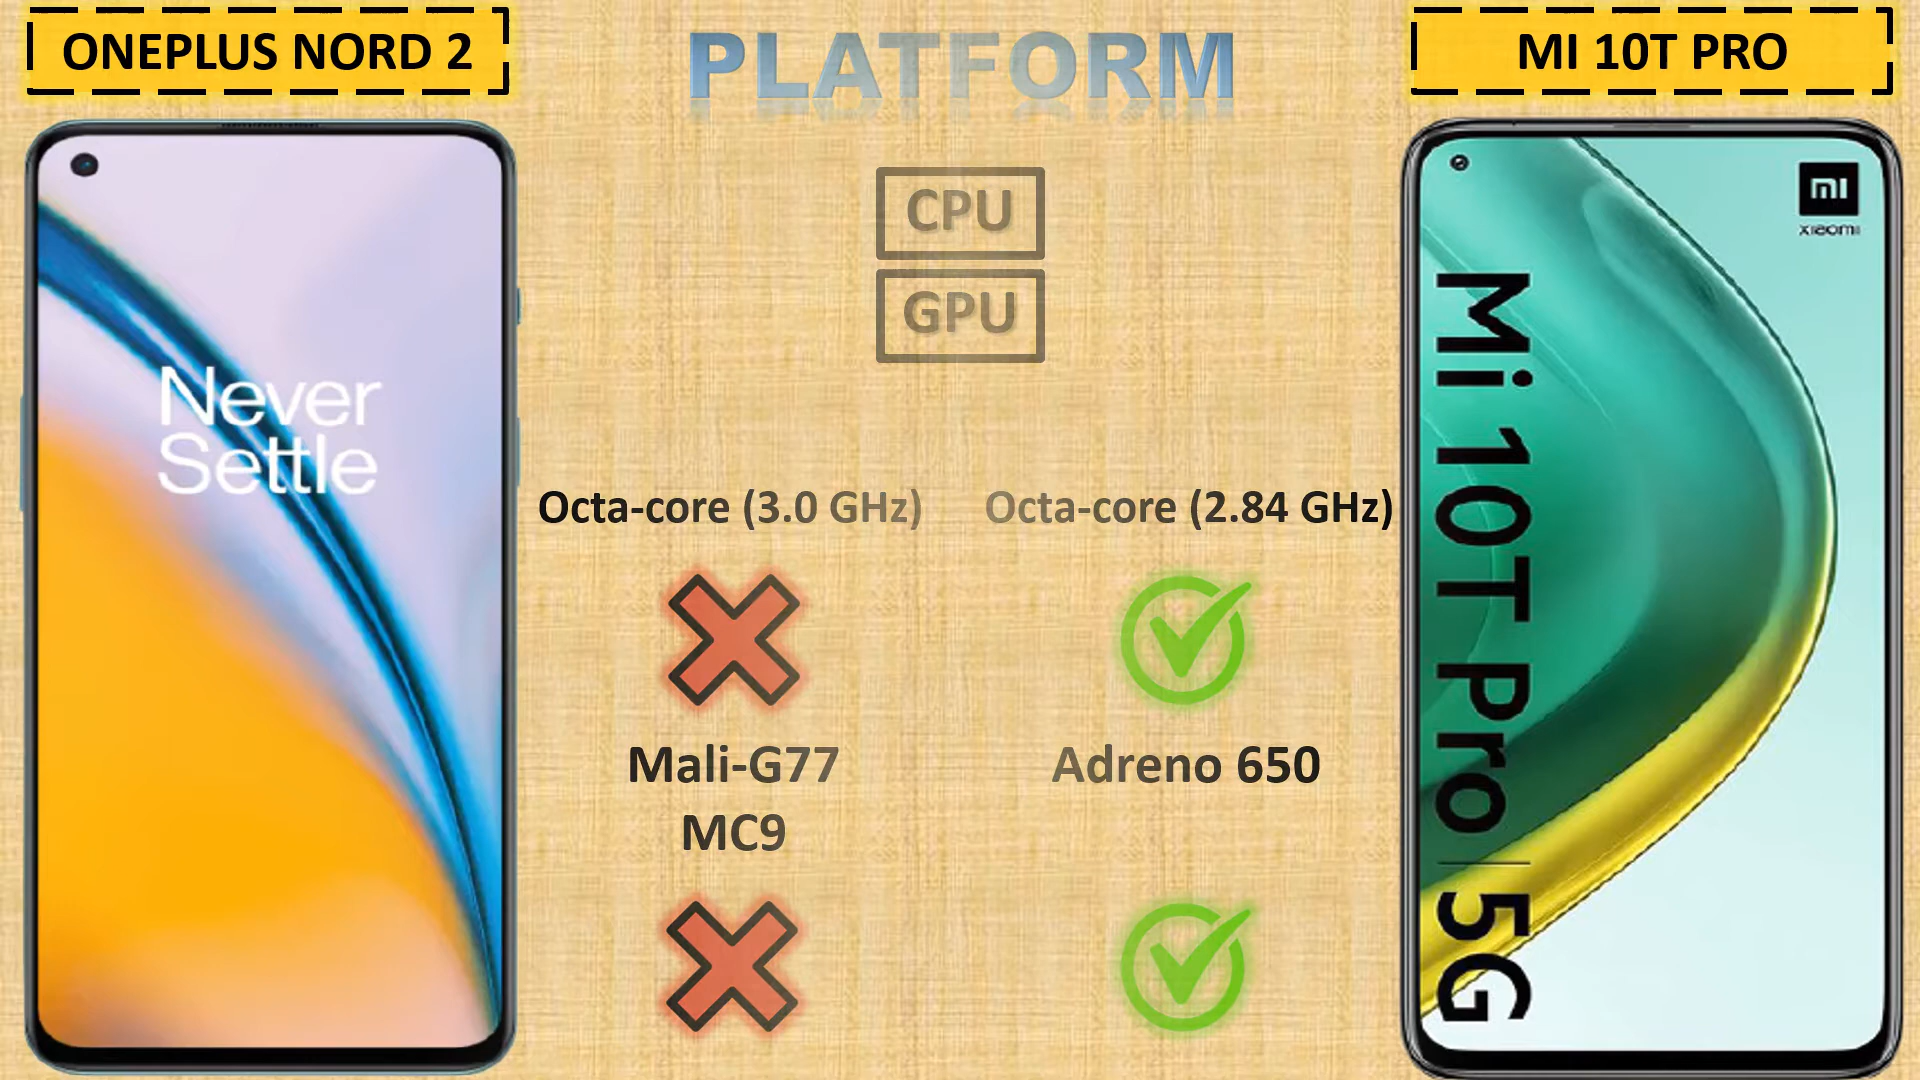 ONEPLUS NORD 2
PLATFORM
MI 10T PRO
CPU
GPU
Never
Settle
mi
xiaomi
Mi 10T Pro | 5G
Octa-core (3.0 GHz)
Octa-core (2.84 GHz)
Mali-G77
MC9
Adreno 650